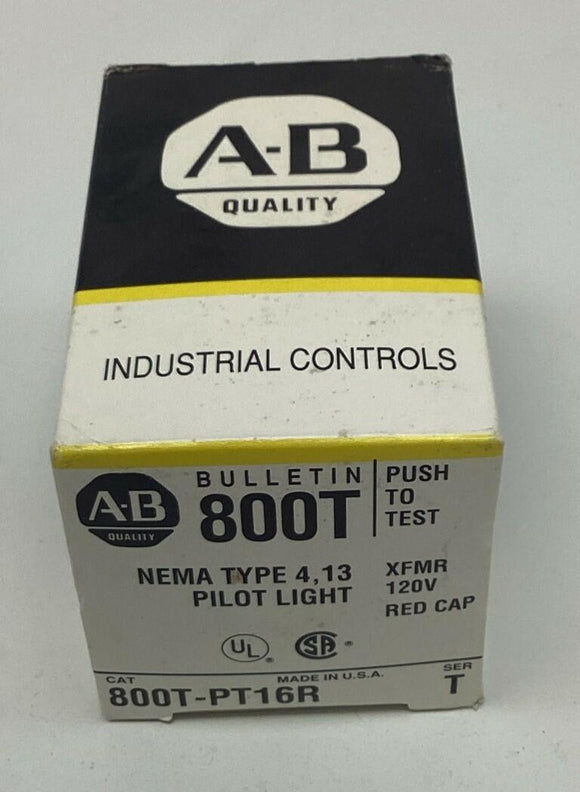 A-B
QUALITY
INDUSTRIAL CONTROLS
A-B
QUALITY
BULLETIN
800T
PUSH
TO
TEST
NEMA TYPE 4,13
PILOT LIGHT
XFMR
120V
RED CAP
UL ®
SA ®
CAT
MADE IN U.S.A.
SER
800T-PT16R
T